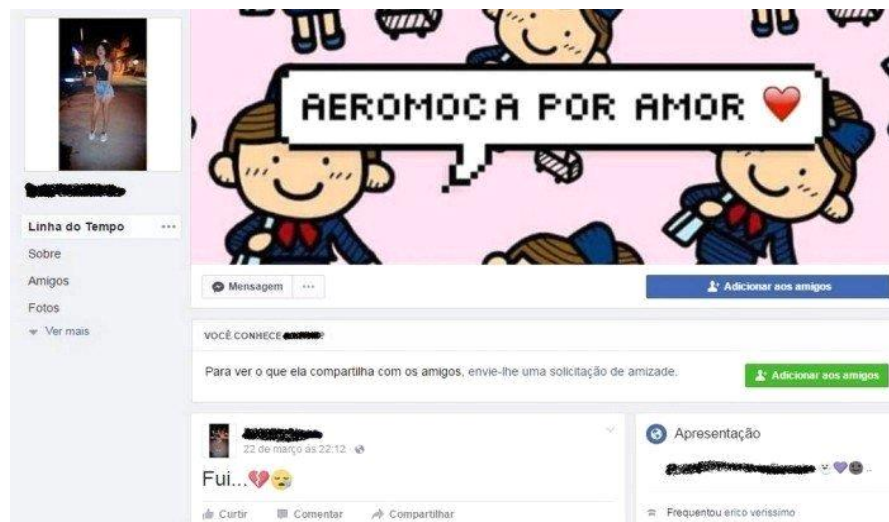 AEROMOCA POR AMOR ❤️
Linha do Tempo
Sobre
Amigos
Fotos
Ver mais
Mensagem
Adicionar aos amigos
VOCÊ CONHECE ?
Para ver o que ela compartilha com os amigos, envie-lhe uma solicitação de amizade.
Adicionar aos amigos
22 de março às 22:12
Fui...💔😪
Curtir Comentar Compartilhar
Apresentação
Frequentou erico verissimo